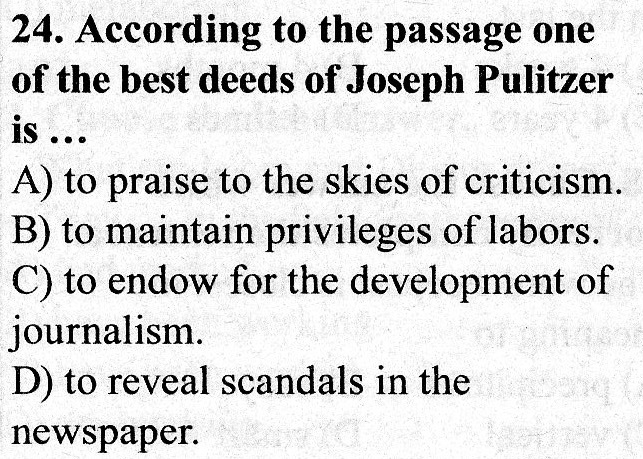 24. According to the passage one
of the best deeds of Joseph Pulitzer
is ...
A) to praise to the skies of criticism.
B) to maintain privileges of labors.
C) to endow for the development of
journalism.
D) to reveal scandals in the
newspaper.